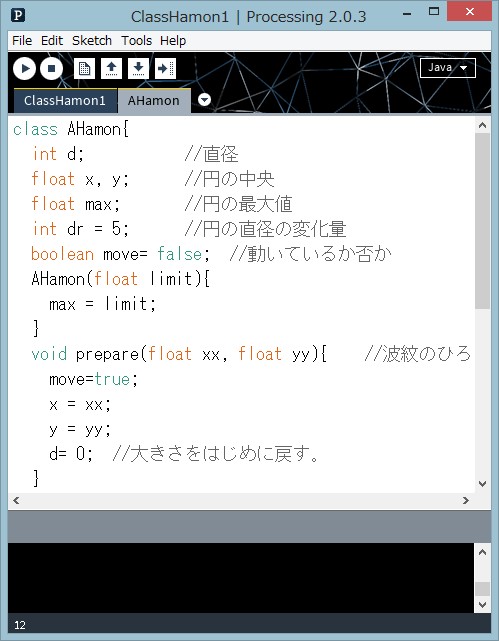 P ClassHamon1 | Processing 2.0.3
File Edit Sketch Tools Help
Java
ClassHamon1 AHamon
class AHamon{
int d; //直径
float x, y; //円の中央
float max; //円の最大値
int dr = 5; //円の直径の変化量
boolean move= false; //動いているか否か
AHamon(float limit){
max = limit;
}
void prepare(float xx, float yy){ //波紋のひろ
move=true;
x = xx;
y = yy;
d= 0; //大きさをはじめに戻す。
}
12